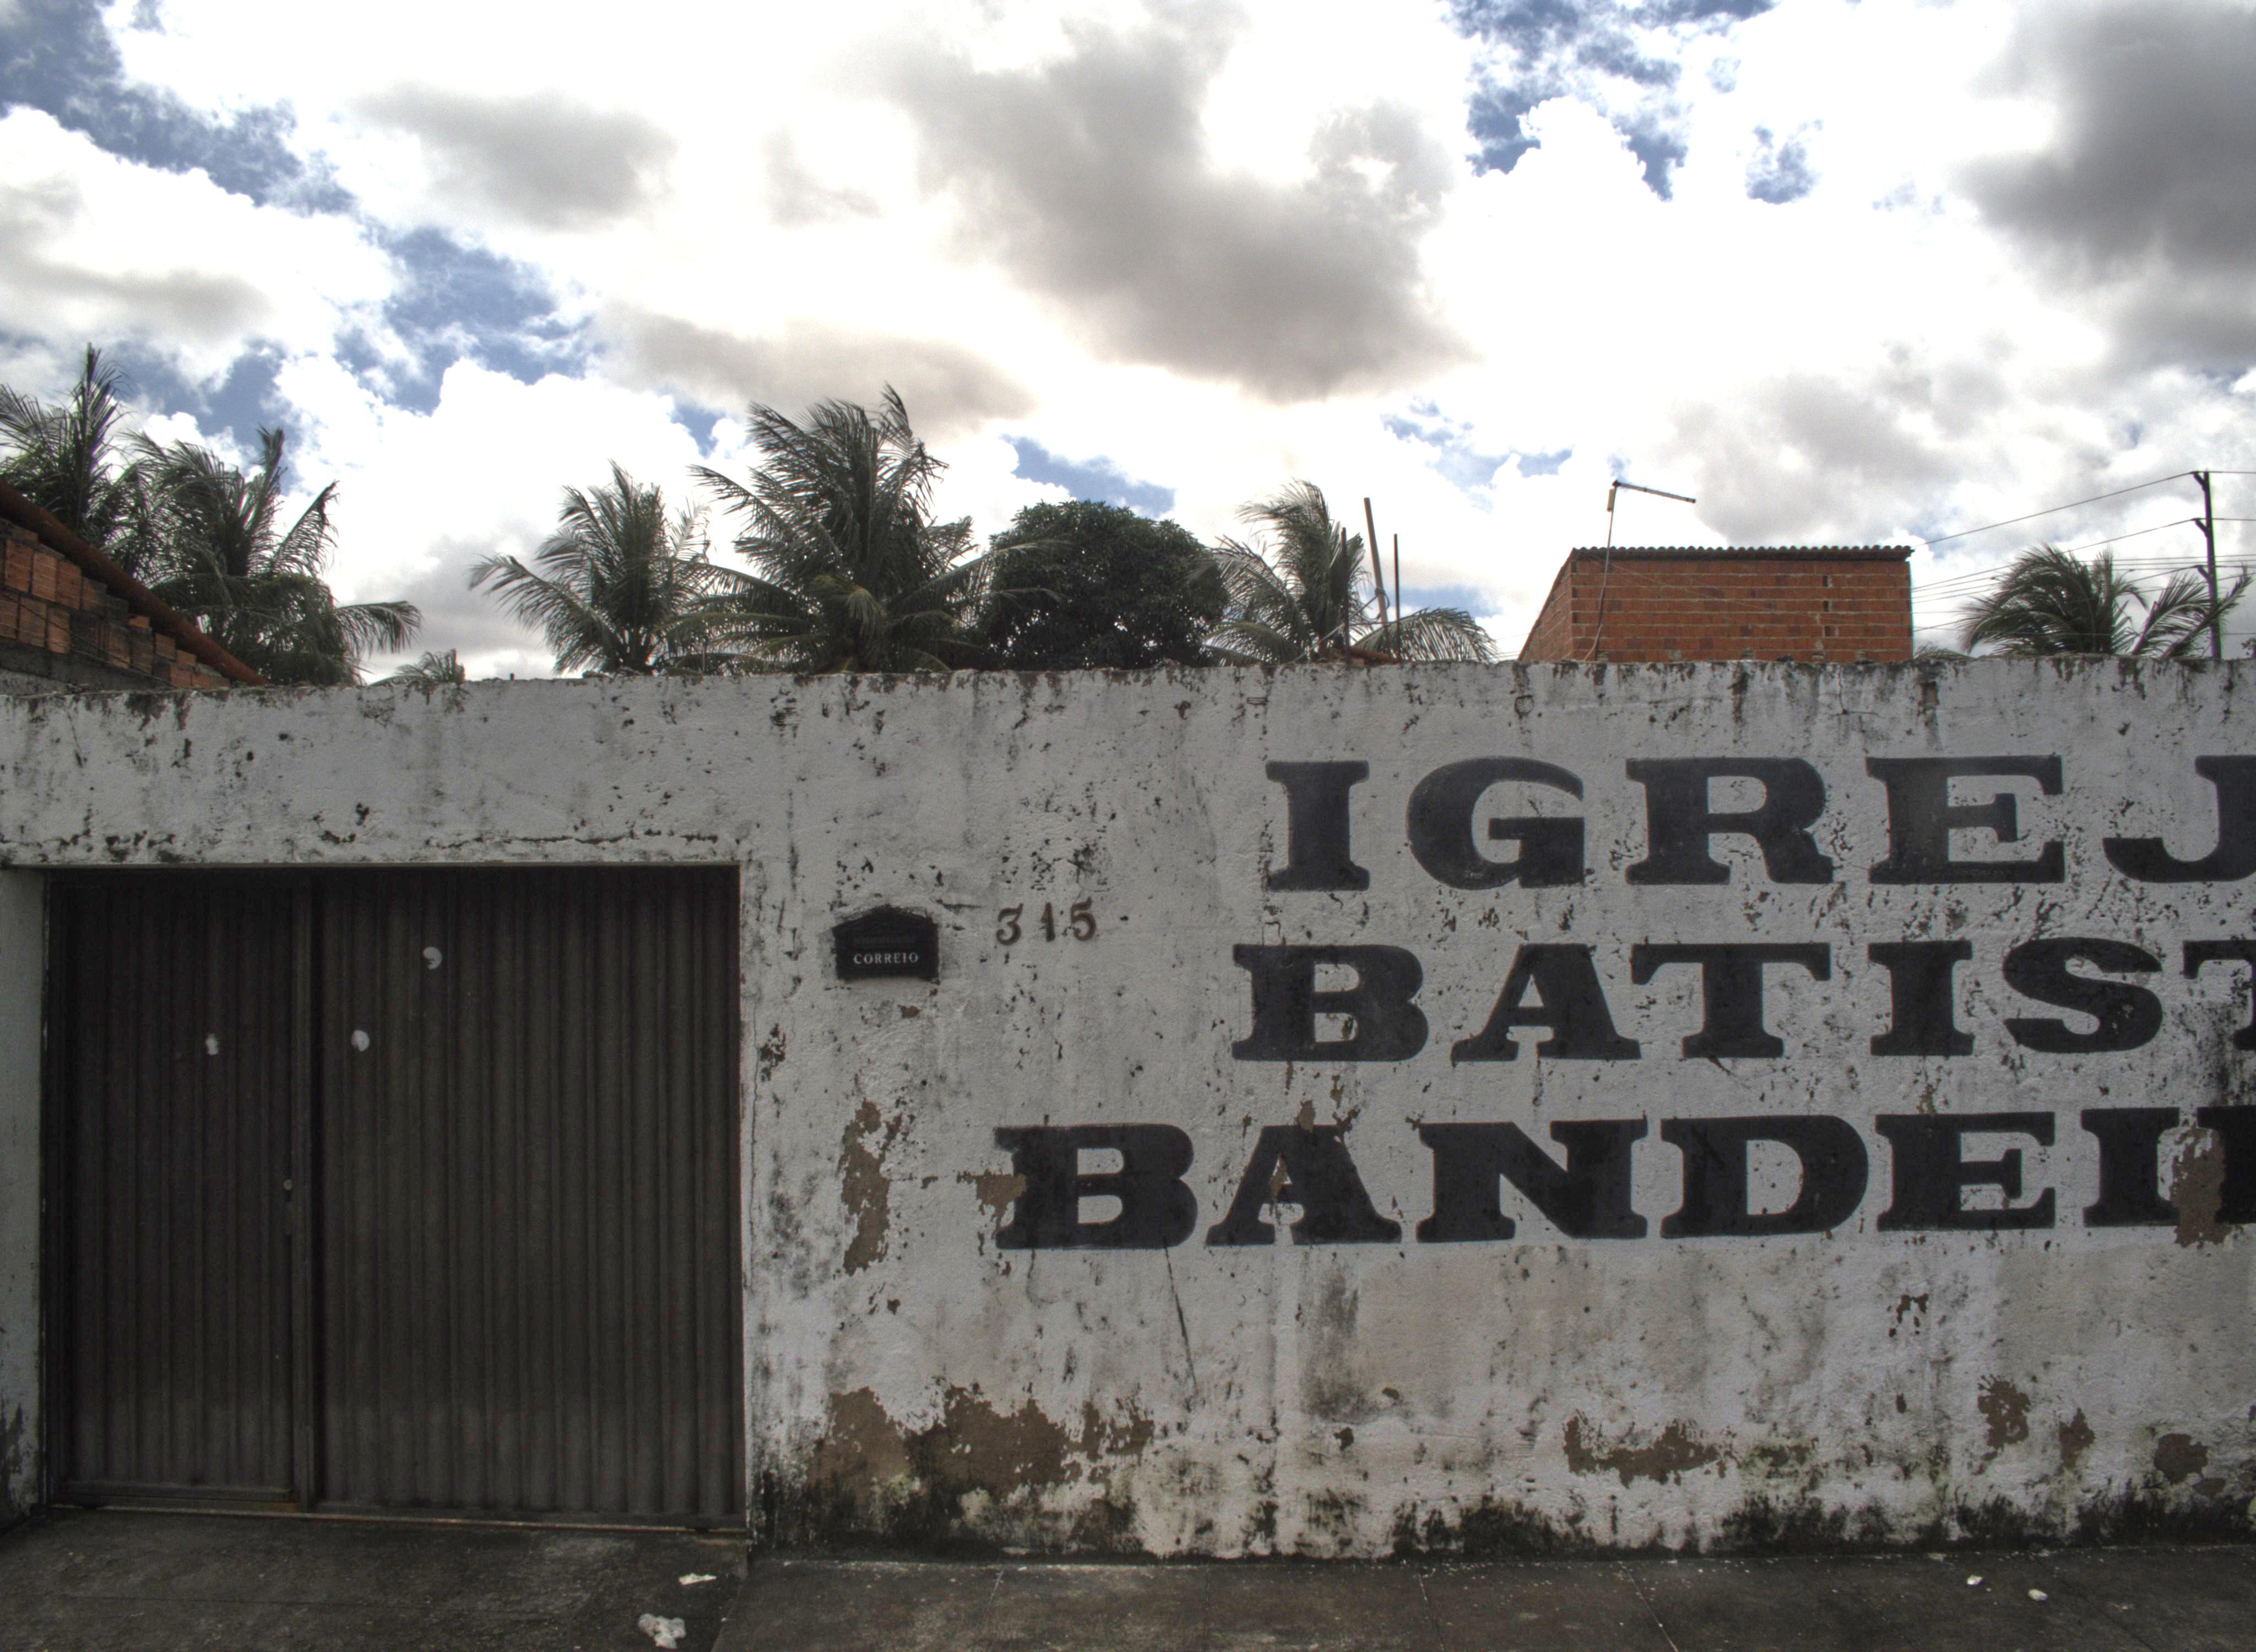 IGREJ
BATIST
BANDEI
315
CORREIO